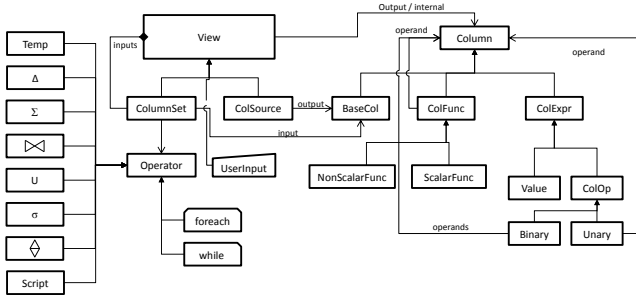 Output / internal
View
Column
operand
operand
inputs
Temp
Δ
Σ
U
σ
Script
ColumnSet
ColSource
output
BaseCol
ColFunc
ColExpr
input
Operator
UserInput
NonScalarFunc
ScalarFunc
Value
ColOp
foreach
while
operands
Binary
Unary